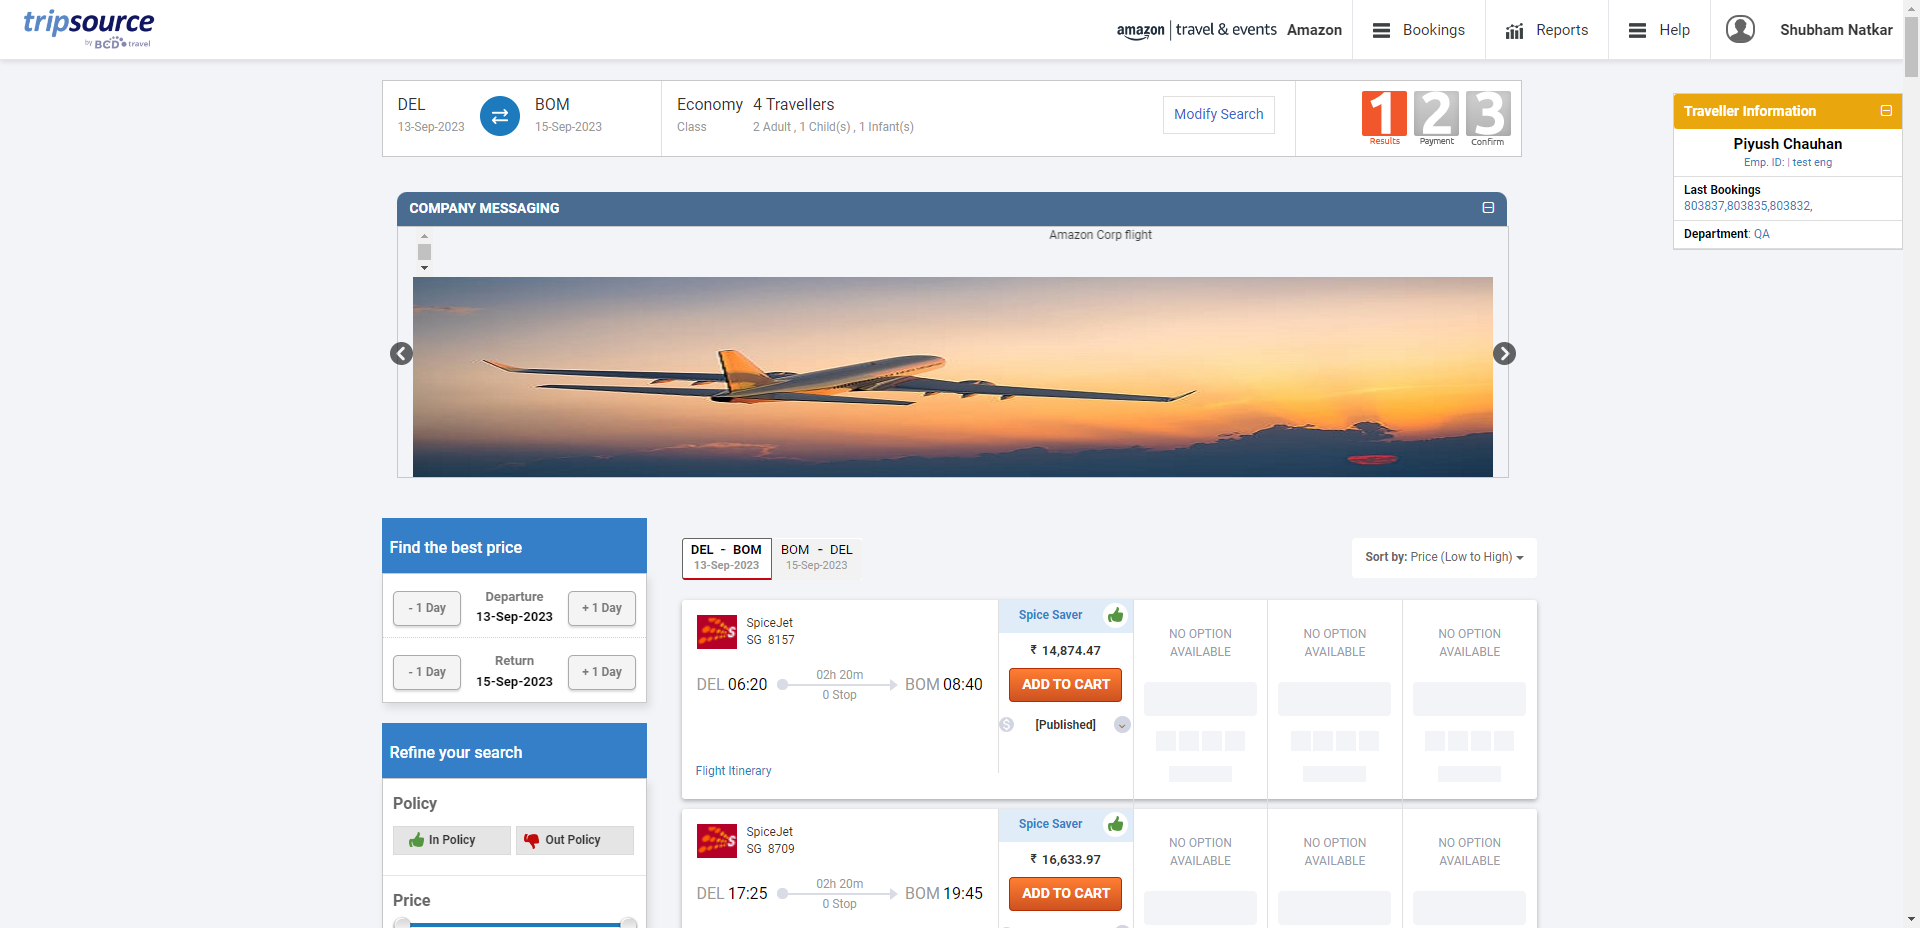 tripsource
by BCD travel
amazon | travel & events Amazon
Bookings
Reports
Help
Shubham Natkar
DEL
13-Sep-2023
BOM
15-Sep-2023
Economy
Class
4 Travellers
2 Adult , 1 Child(s) , 1 Infant(s)
Modify Search
1
Results
2
Payment
3
Confirm
Traveller Information
Piyush Chauhan
Emp. ID: | test eng
Last Bookings
803837,803835,803832,
Department: QA
COMPANY MESSAGING
Amazon Corp flight
Find the best price
- 1 Day
Departure
13-Sep-2023
+ 1 Day
- 1 Day
Return
15-Sep-2023
+ 1 Day
Refine your search
Policy
In Policy
Out Policy
Price
DEL - BOM
13-Sep-2023
BOM - DEL
15-Sep-2023
Sort by: Price (Low to High)
SpiceJet
SG 8157
DEL 06:20
02h 20m
0 Stop
BOM 08:40
Flight Itinerary
Spice Saver
₹ 14,874.47
ADD TO CART
S
[Published]
NO OPTION
AVAILABLE
NO OPTION
AVAILABLE
NO OPTION
AVAILABLE
SpiceJet
SG 8709
DEL 17:25
02h 20m
0 Stop
BOM 19:45
Spice Saver
₹ 16,633.97
ADD TO CART
NO OPTION
AVAILABLE
NO OPTION
AVAILABLE
NO OPTION
AVAILABLE